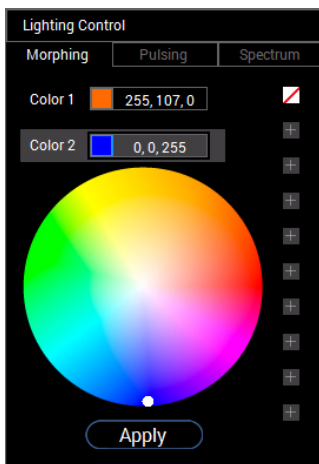 Lighting Control
Morphing Pulsing Spectrum
Color 1 255, 107, 0
Color 2 0, 0, 255
Apply